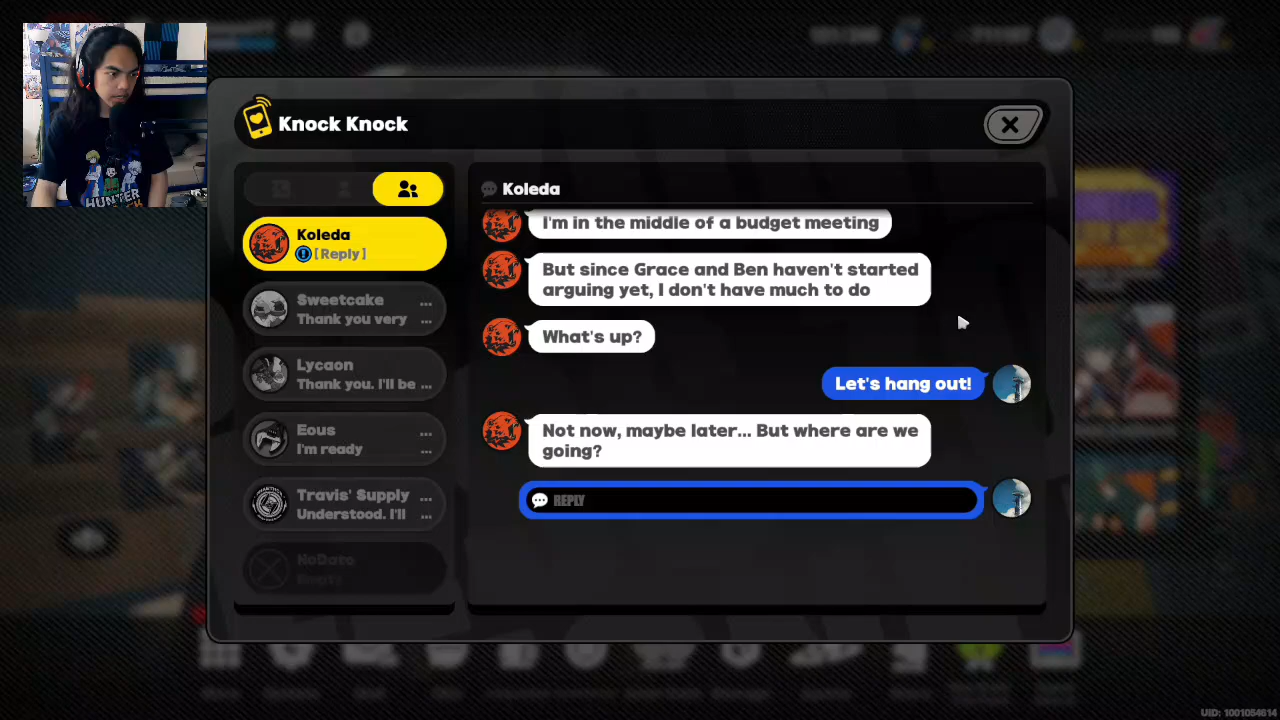 Knock Knock
Koleda
[Reply]
Sweetcake
Thank you very
...
Lycaon
Thank you. I'll be ...
Eous
I'm ready
...
Travis' Supply
Understood. I'll
...
NoData
Empty
Koleda
I'm in the middle of a budget meeting
But since Grace and Ben haven't started
arguing yet, I don't have much to do
What's up?
Let's hang out!
Not now, maybe later... But where are we
going?
REPLY
HUNTER
UID: 1001054614